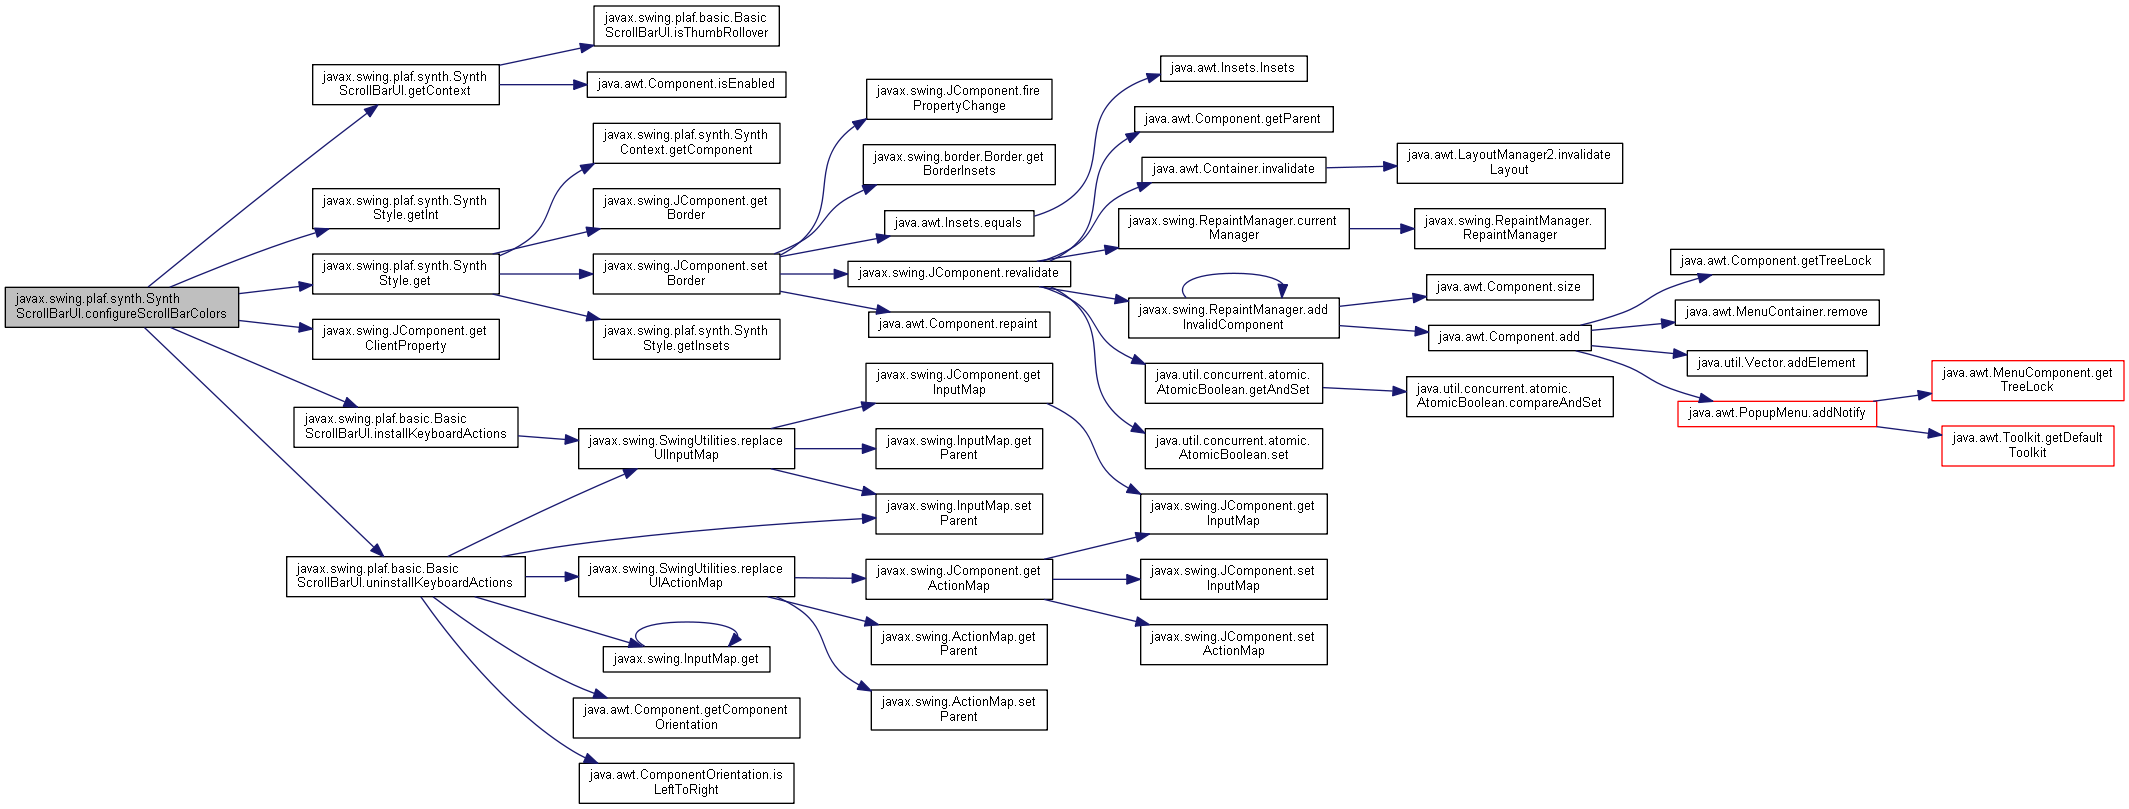 javax.swing.plaf.synth.Synth
ScrollBarUI.configureScrollBarColors
javax.swing.plaf.synth.Synth
ScrollBarUI.getContext
javax.swing.plaf.synth.Synth
Style.getInt
javax.swing.plaf.synth.Synth
Style.get
javax.swing.JComponent.get
ClientProperty
javax.swing.plaf.basic.Basic
ScrollBarUI.installKeyboardActions
javax.swing.plaf.basic.Basic
ScrollBarUI.uninstallKeyboardActions
javax.swing.plaf.basic.Basic
ScrollBarUI.isThumbRollover
java.awt.Component.isEnabled
javax.swing.plaf.synth.Synth
Context.getComponent
javax.swing.JComponent.get
Border
javax.swing.JComponent.set
Border
javax.swing.plaf.synth.Synth
Style.getInsets
javax.swing.SwingUtilities.replace
UIInputMap
javax.swing.SwingUtilities.replace
UIActionMap
javax.swing.InputMap.get
java.awt.Component.getComponent
Orientation
java.awt.ComponentOrientation.is
LeftToRight
javax.swing.JComponent.fire
PropertyChange
javax.swing.border.Border.get
BorderInsets
java.awt.Insets.equals
javax.swing.JComponent.revalidate
java.awt.Component.repaint
javax.swing.JComponent.get
InputMap
javax.swing.InputMap.get
Parent
javax.swing.InputMap.set
Parent
javax.swing.JComponent.get
ActionMap
javax.swing.ActionMap.get
Parent
javax.swing.ActionMap.set
Parent
java.awt.Insets.Insets
java.awt.Component.getParent
java.awt.Container.invalidate
javax.swing.RepaintManager.current
Manager
javax.swing.RepaintManager.add
InvalidComponent
java.util.concurrent.atomic.
AtomicBoolean.getAndSet
java.util.concurrent.atomic.
AtomicBoolean.set
javax.swing.JComponent.get
InputMap
javax.swing.JComponent.set
InputMap
javax.swing.JComponent.set
ActionMap
java.awt.LayoutManager2.invalidate
Layout
javax.swing.RepaintManager.
RepaintManager
java.awt.Component.size
java.awt.Component.add
java.util.concurrent.atomic.
AtomicBoolean.compareAndSet
java.awt.Component.getTreeLock
java.awt.MenuContainer.remove
java.util.Vector.addElement
java.awt.PopupMenu.addNotify
java.awt.MenuComponent.get
TreeLock
java.awt.Toolkit.getDefault
Toolkit